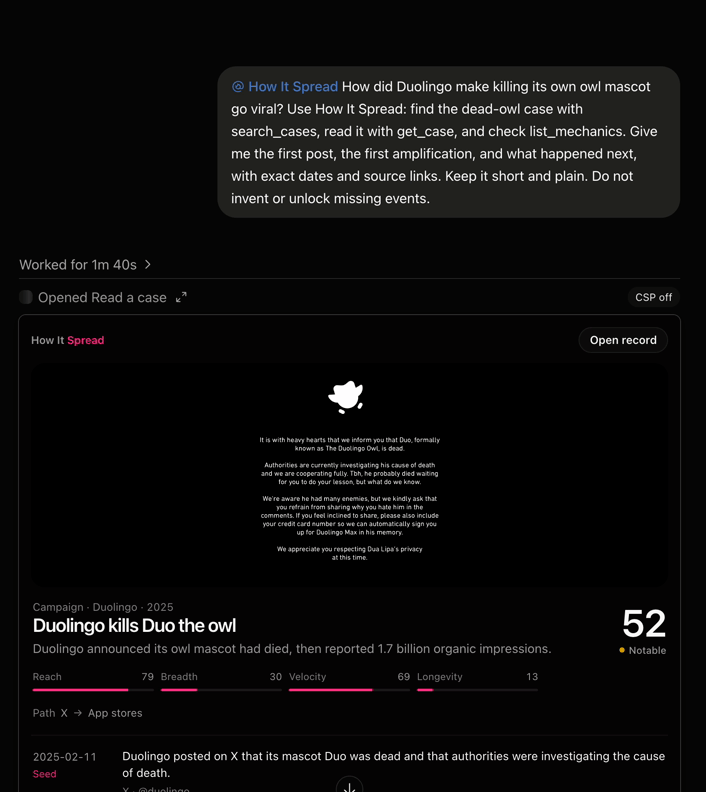 @ How It Spread How did Duolingo make killing its own owl mascot
go viral? Use How It Spread: find the dead-owl case with
search_cases, read it with get_case, and check list_mechanics. Give
me the first post, the first amplification, and what happened next,
with exact dates and source links. Keep it short and plain. Do not
invent or unlock missing events.
Worked for 1m 40s >
Opened Read a case
CSP off
How It Spread
Open record
It is with heavy hearts that we inform you that Duo, formally
known as The Duolingo Owl, is dead.
Authorities are currently investigating his cause of death
and we are cooperating fully. Tbh, he probably died waiting
for you to do your lesson, but what do we know.
We're aware he had many enemies, but we kindly ask that
you refrain from sharing why you hate him in the
comments. If you feel inclined to share, please also include
your credit card number so we can automatically sign you
up for Duolingo Max in his memory.
We appreciate you respecting Dua Lipa's privacy
at this time.
Campaign · Duolingo · 2025
Duolingo kills Duo the owl
Duolingo announced its owl mascot had died, then reported 1.7 billion organic impressions.
52
Notable
Reach 79 Breadth 30 Velocity 69 Longevity 13
Path X → App stores
2025-02-11 Duolingo posted on X that its mascot Duo was dead and that authorities were investigating the cause
Seed of death.
X · @duolingo